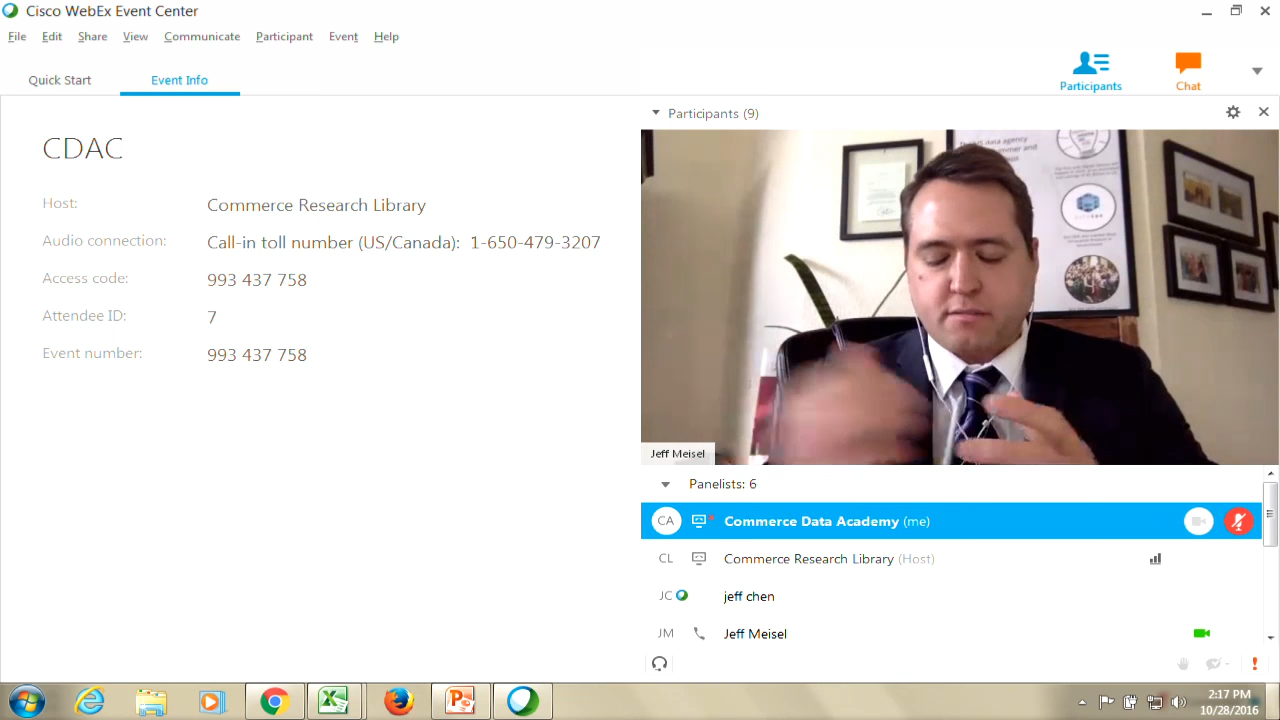 Cisco WebEx Event Center
File Edit Share View Communicate Participant Event Help
Quick Start Event Info
Participants Chat
CDAC
Host: Commerce Research Library
Audio connection: Call-in toll number (US/Canada): 1-650-479-3207
Access code: 993 437 758
Attendee ID: 7
Event number: 993 437 758
Participants (9)
data agency
Jeff Meisel
Panelists: 6
CA Commerce Data Academy (me)
CL Commerce Research Library (Host)
JC jeff chen
JM Jeff Meisel
2:17 PM
10/28/2016